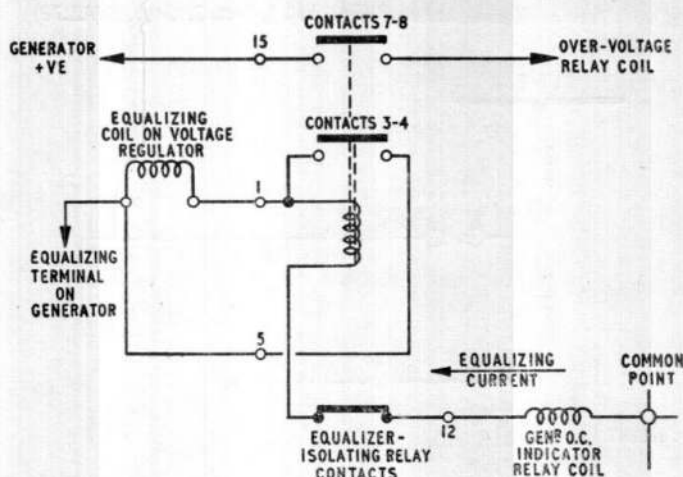 CONTACTS 7-8
GENERATOR
+VE
15
OVER-VOLTAGE
RELAY COIL
EQUALIZING
COIL ON VOLTAGE
REGULATOR
CONTACTS 3-4
1
EQUALIZING
TERMINAL
ON
GENERATOR
5
EQUALIZING
CURRENT
COMMON
POINT
EQUALIZER-
ISOLATING RELAY
CONTACTS
12
GENR O.C.
INDICATOR
RELAY COIL